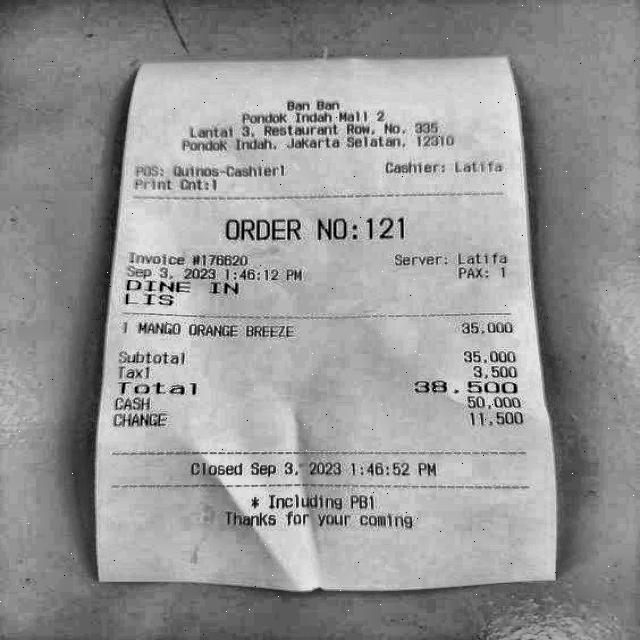 Ban Ban
Pondok Indah Mall 2
Lantai 3, Restaurant Row, No. 335
Pondok Indah, Jakarta Selatan, 12310
POS: Quinos-Cashier1 Cashier: Latifa
Print Cnt:1
ORDER NO:121
Invoice #176620 Server: Latifa
Sep 3, 2023 1:46:12 PM PAX: 1
DINE IN
LIS
1 MANGO ORANGE BREEZE 35,000
Subtotal 35,000
Tax1 3,500
Total 38,500
CASH 50,000
CHANGE 11,500
Closed Sep 3, 2023 1:46:52 PM
* Including PB1
Thanks for your coming